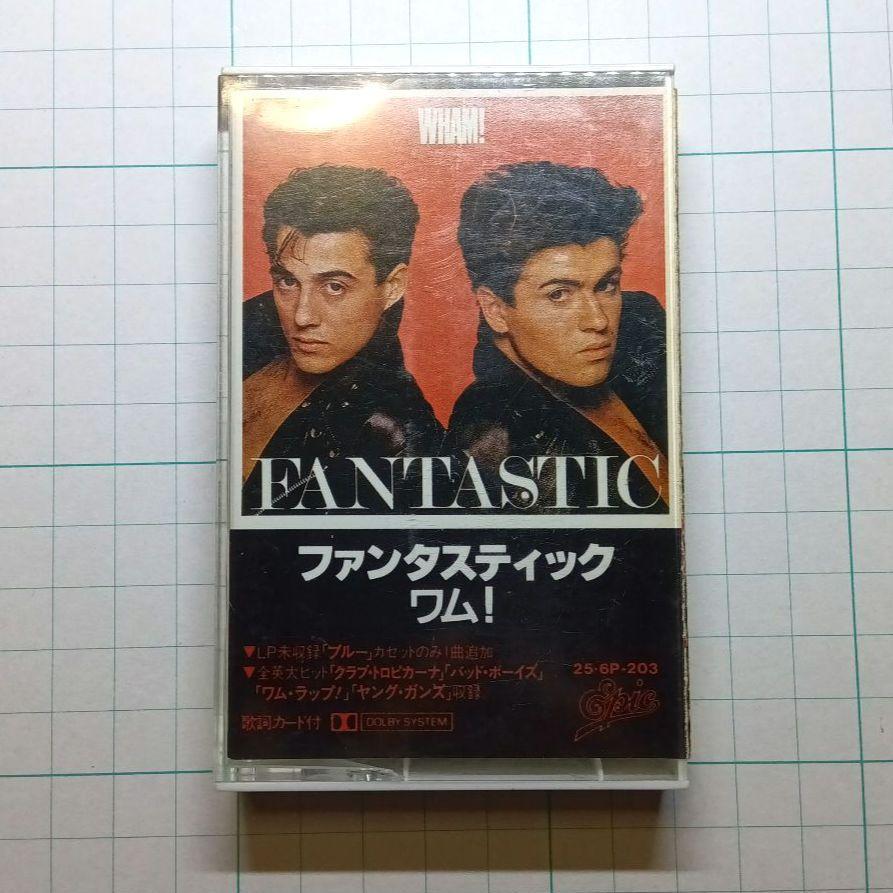 WHAM!
FANTASTIC
ファンタスティック
ワム!
▼LP未収録「ブルー」カセットのみ1曲追加
▼全英大ヒット「クラブ・トロピカーナ」「バッド・ボーイズ」
「ワム・ラップ!」「ヤング・ガンズ」収録
25・6P-203
歌詞カード付 DOLBY SYSTEM
Epic